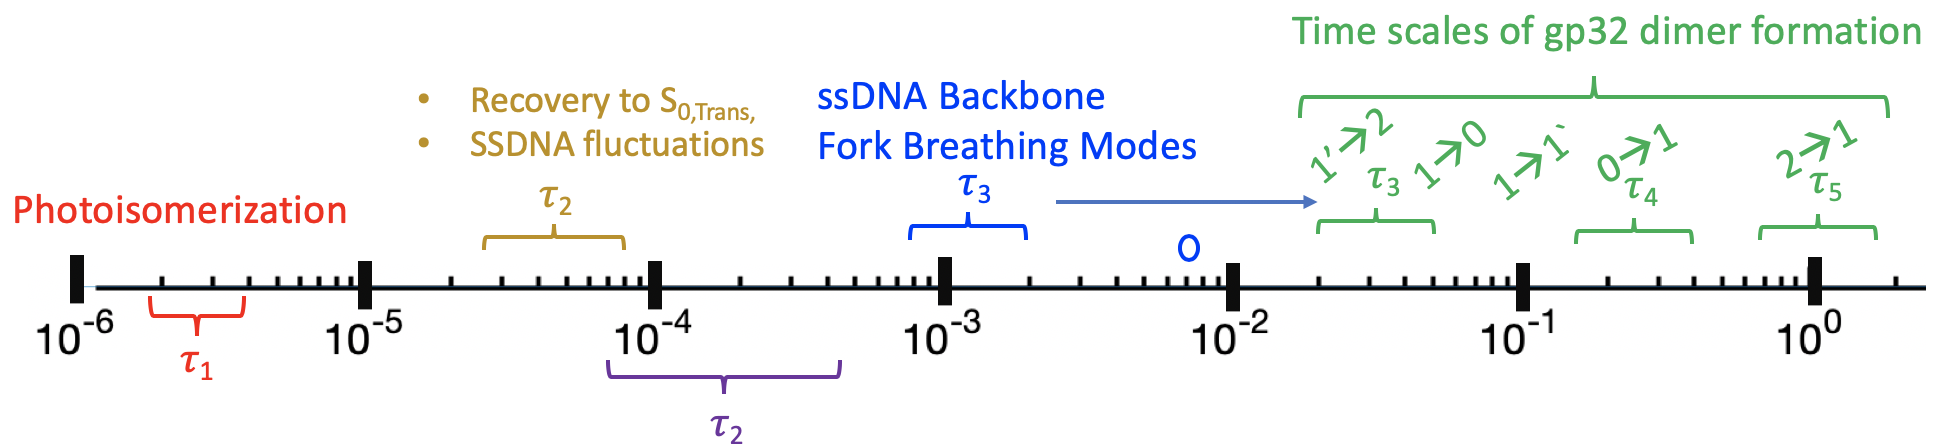 Time scales of gp32 dimer formation
• Recovery to S0,Trans,
• SSDNA fluctuations
ssDNA Backbone
Fork Breathing Modes
1′→2
1→0
1→1`
0→1
2→1
Photoisomerization
τ2
τ3
τ3
τ4
τ5
10-6
10-5
10-4
10-3
10-2
10-1
100
τ1
τ2